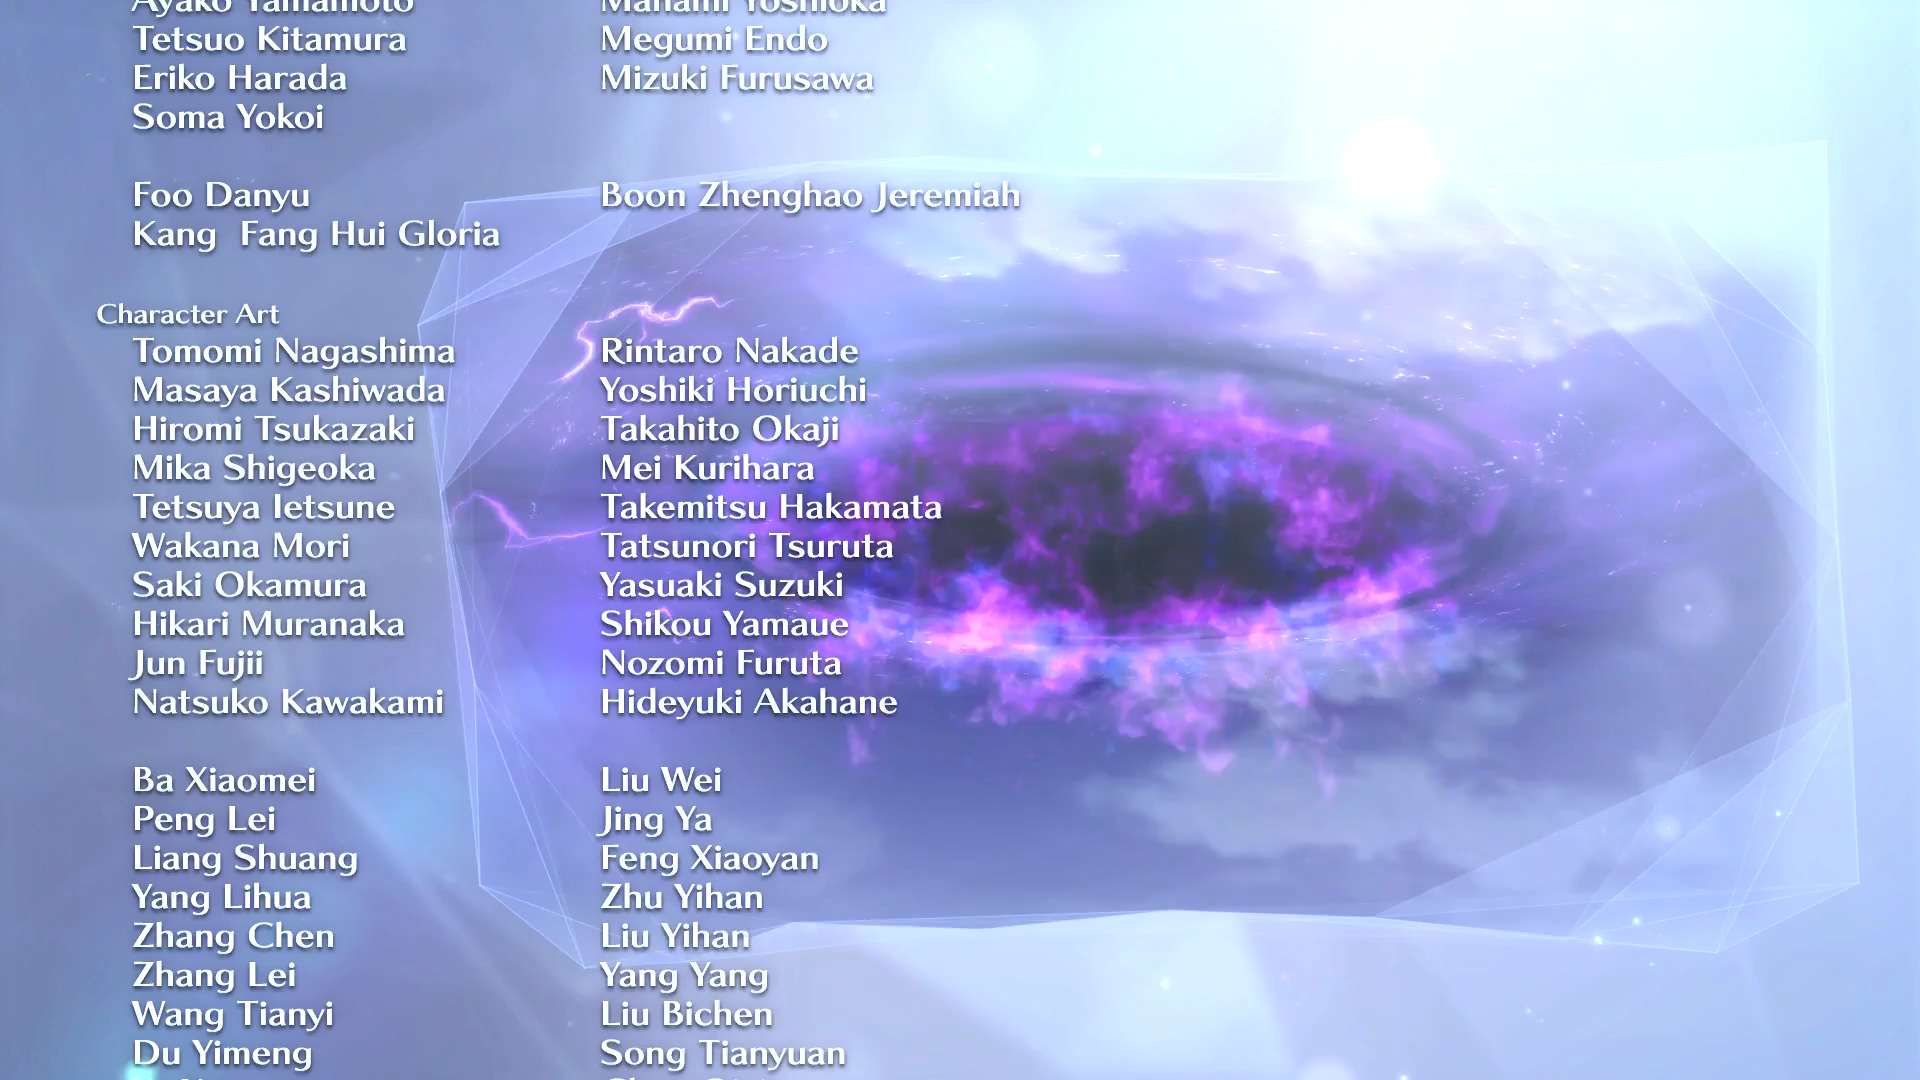 Ayako Yamamoto Manami Yoshioka
Tetsuo Kitamura Megumi Endo
Eriko Harada Mizuki Furusawa
Soma Yokoi
Foo Danyu Boon Zhenghao Jeremiah
Kang Fang Hui Gloria
Character Art
Tomomi Nagashima Rintaro Nakade
Masaya Kashiwada Yoshiki Horiuchi
Hiromi Tsukazaki Takahito Okaji
Mika Shigeoka Mei Kurihara
Tetsuya Ietsune Takemitsu Hakamata
Wakana Mori Tatsunori Tsuruta
Saki Okamura Yasuaki Suzuki
Hikari Muranaka Shikou Yamaue
Jun Fujii Nozomi Furuta
Natsuko Kawakami Hideyuki Akahane
Ba Xiaomei Liu Wei
Peng Lei Jing Ya
Liang Shuang Feng Xiaoyan
Yang Lihua Zhu Yihan
Zhang Chen Liu Yihan
Zhang Lei Yang Yang
Wang Tianyi Liu Bichen
Du Yimeng Song Tianyuan